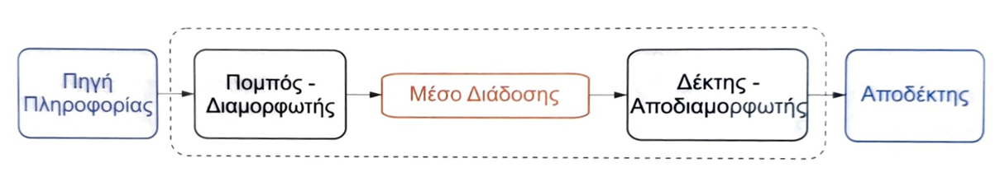 Πηγή
Πληροφορίας
Πομπός -
Διαμορφωτής
Μέσο Διάδοσης
Δέκτης -
Αποδιαμορφωτής
Αποδέκτης